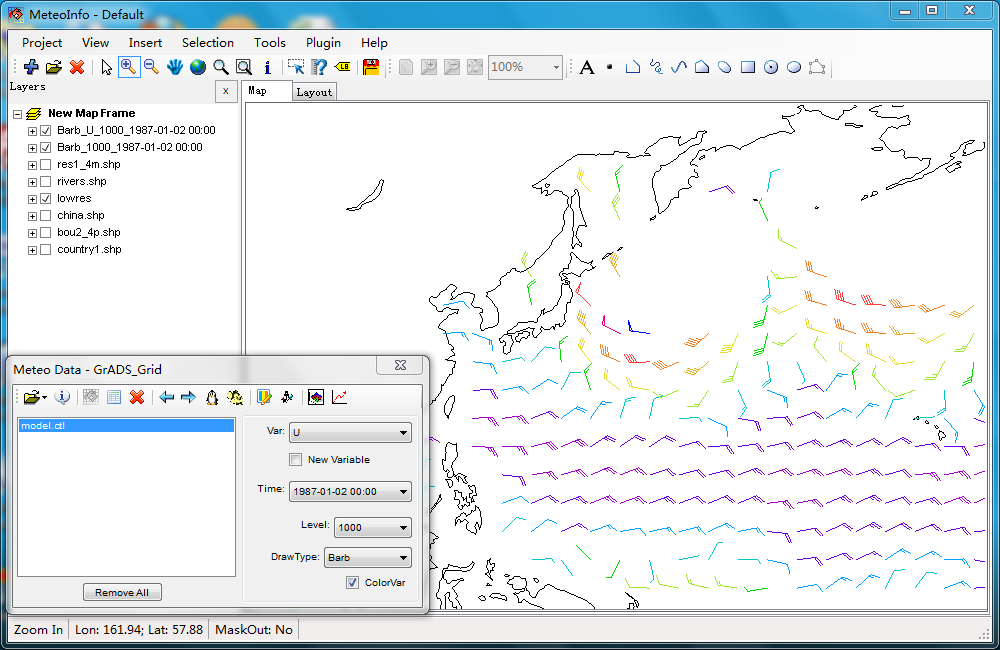 MeteoInfo - Default
Project View Insert Selection Tools Plugin Help
LB 100% A
Layers x Map Layout
New Map Frame
Barb_U_1000_1987-01-02 00:00
Barb_1000_1987-01-02 00:00
res1_4m.shp
rivers.shp
lowres
china.shp
bou2_4p.shp
country1.shp
Meteo Data - GrADS_Grid
model.ctl
Var: U
New Variable
Time: 1987-01-02 00:00
Level: 1000
DrawType: Barb
ColorVar
Remove All
Zoom In Lon: 161.94; Lat: 57.88 MaskOut: No